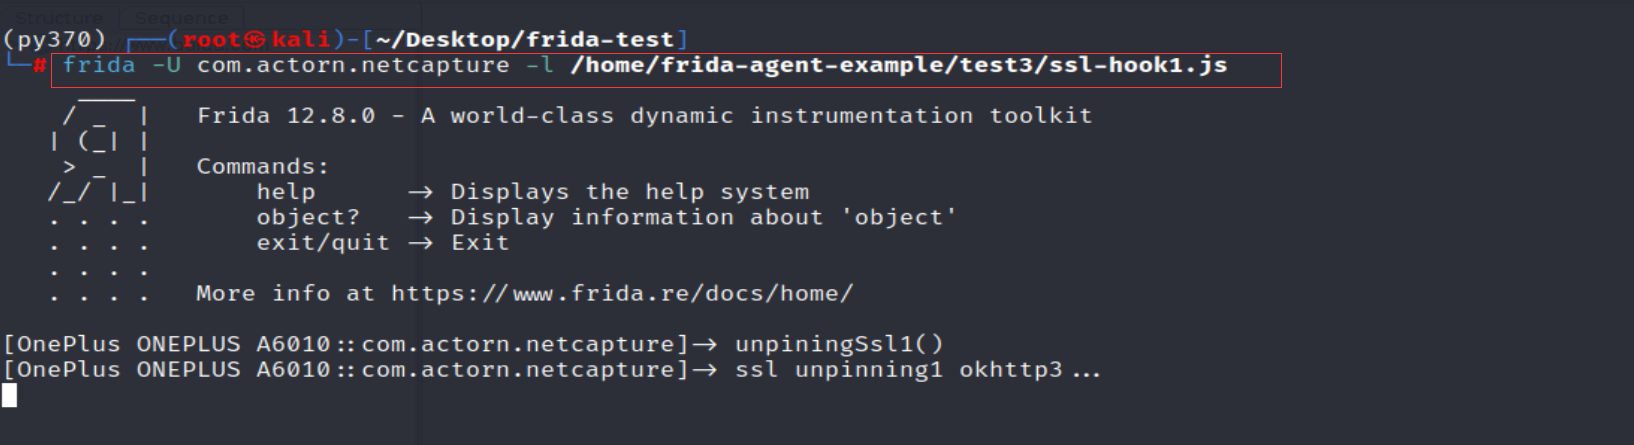 Structure Sequence
(py370) ┌──(root㉿kali)-[~/Desktop/frida-test]
└─# frida -U com.actorn.netcapture -l /home/frida-agent-example/test3/ssl-hook1.js
     ____
    / _  |   Frida 12.8.0 - A world-class dynamic instrumentation toolkit
   | (_| |
    > _  |   Commands:
   /_/ |_|       help      → Displays the help system
   . . . .       object?   → Display information about 'object'
   . . . .       exit/quit → Exit
   . . . .
   . . . .   More info at https://www.frida.re/docs/home/
[OnePlus ONEPLUS A6010::com.actorn.netcapture]→ unpiningSsl1()
[OnePlus ONEPLUS A6010::com.actorn.netcapture]→ ssl unpinning1 okhttp3...